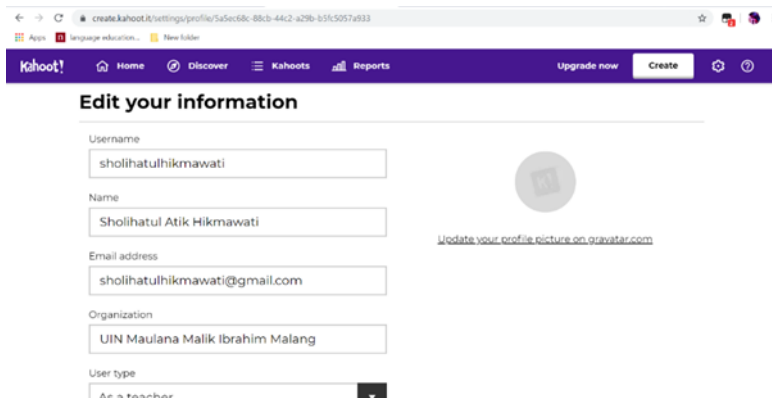 create.kahoot.it/settings/profile/5a5ec68c-88cb-44c2-a29b-b5fc5057a933
Apps language education... New folder
Kahoot! Home Discover Kahoots Reports Upgrade now Create
Edit your information
Username
sholihatulhikmawati
Name
Sholihatul Atik Hikmawati
Update your profile picture on gravatar.com
Email address
sholihatulhikmawati@gmail.com
Organization
UIN Maulana Malik Ibrahim Malang
User type
As a teacher